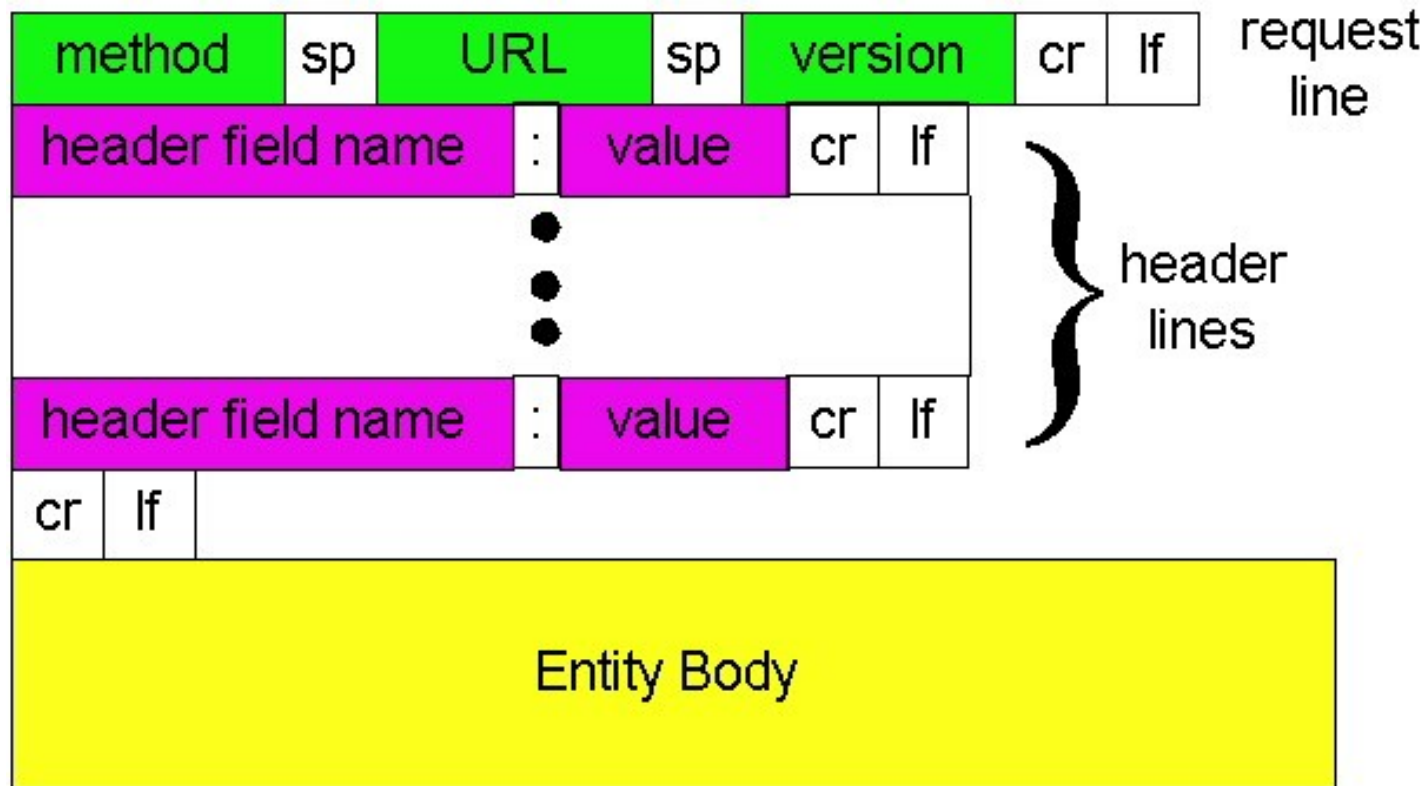 method sp URL sp version cr lf
request
line
header field name : value cr lf
header
lines
header field name : value cr lf
cr lf
Entity Body